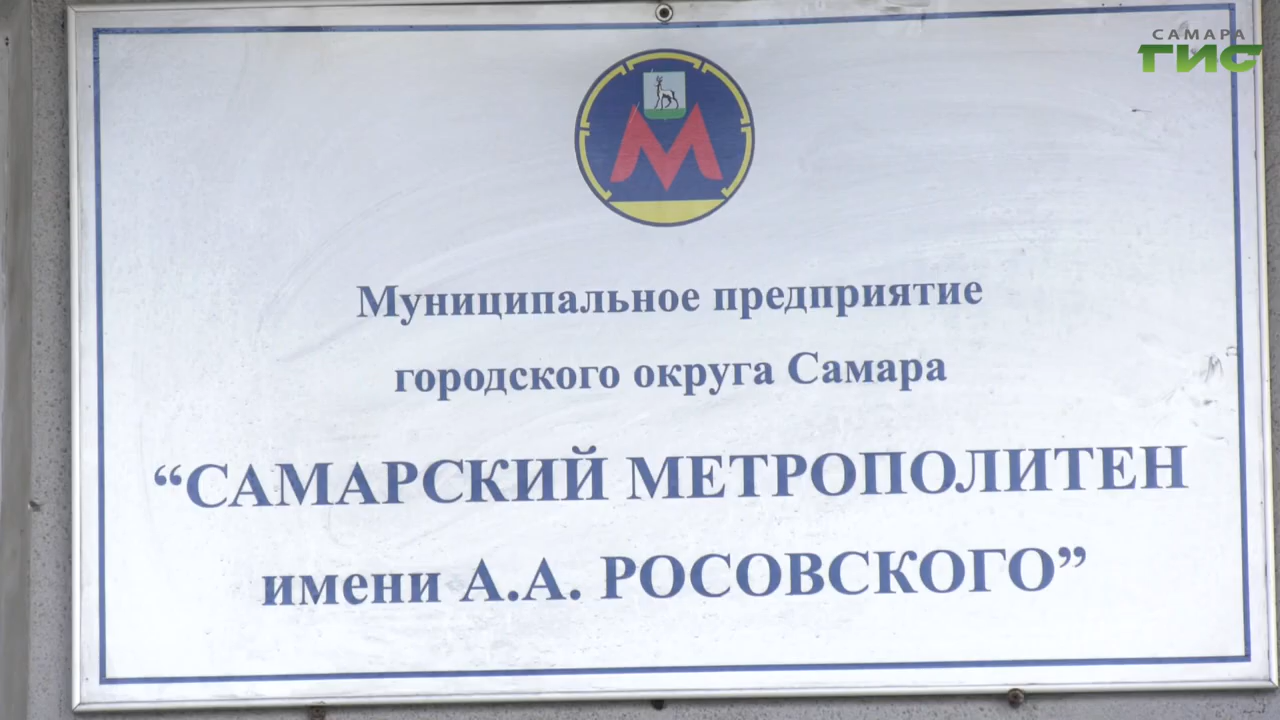 САМАРА
ГИС
М
Муниципальное предприятие
городского округа Самара
“САМАРСКИЙ МЕТРОПОЛИТЕН
имени А.А. РОСОВСКОГО”